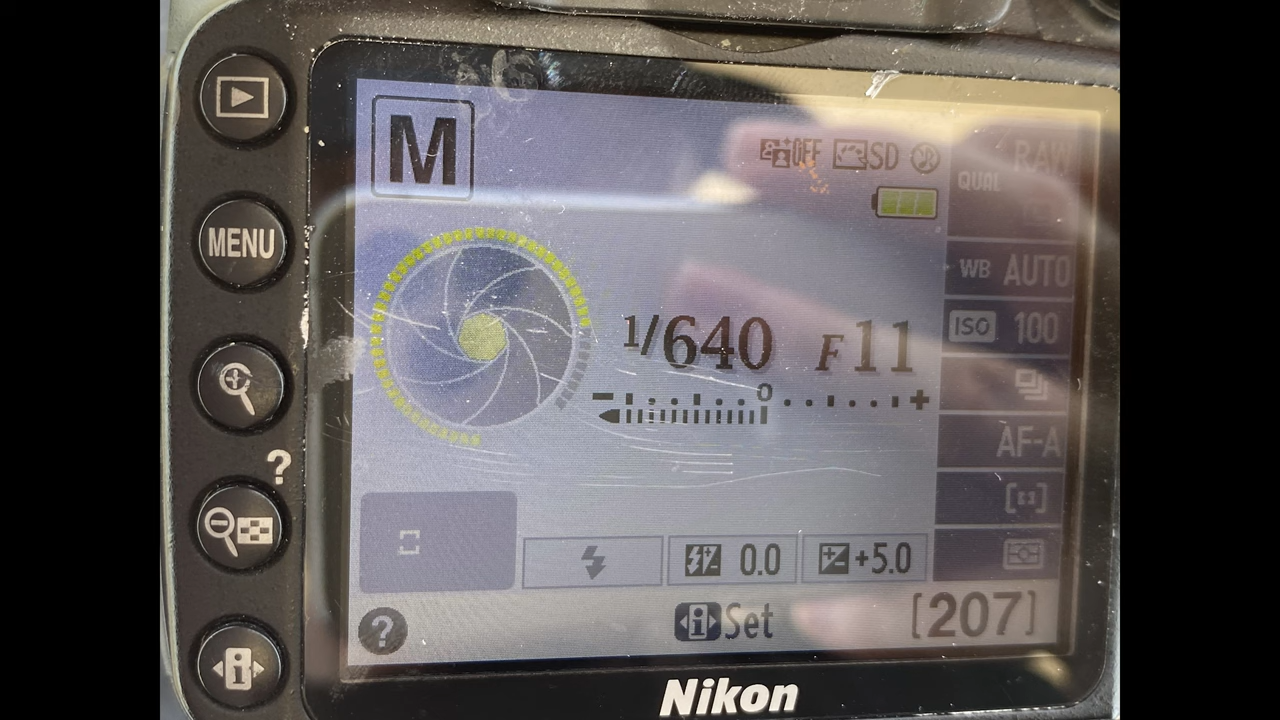 M
OFF SD
RAW
QUAL
WB AUTO
MENU
ISO 100
1/640 F11
- 0 +
AF-A
?
0.0 +5.0
? i Set [207]
i
Nikon